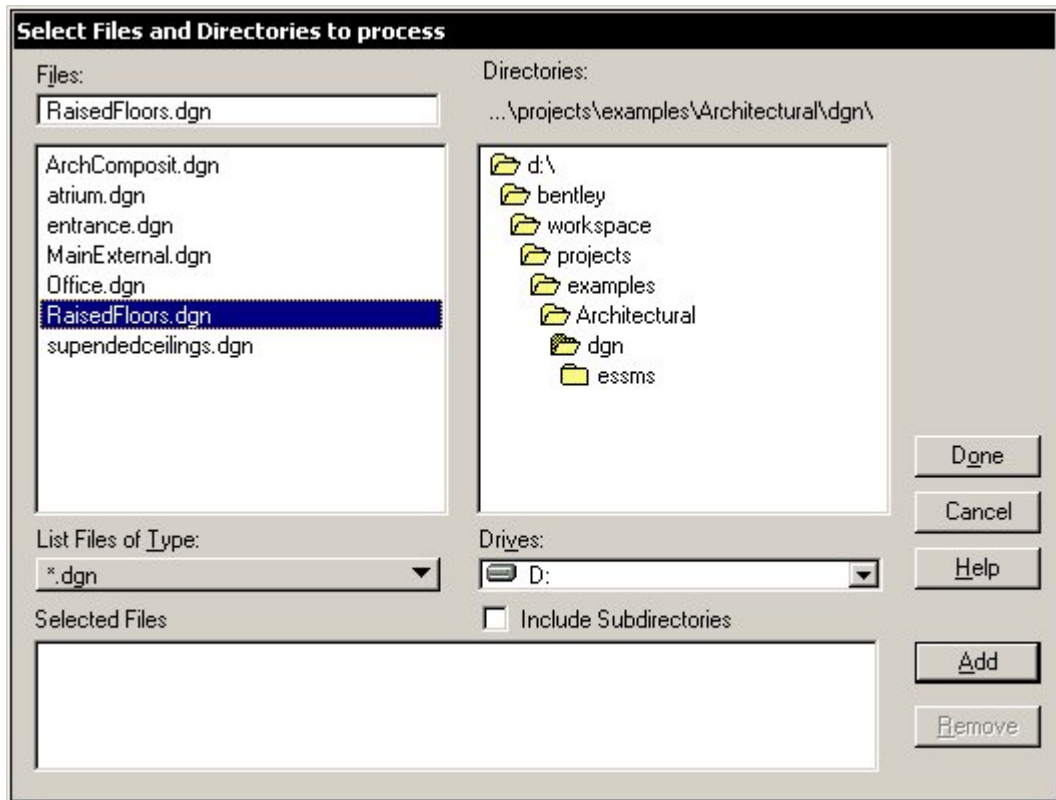 Select Files and Directories to process
Files:
RaisedFloors.dgn
ArchComposit.dgn
atrium.dgn
entrance.dgn
MainExternal.dgn
Office.dgn
RaisedFloors.dgn
supendedceilings.dgn
List Files of Type:
*.dgn
Directories:
...\projects\examples\Architectural\dgn\
d:\
bentley
workspace
projects
examples
Architectural
dgn
essms
Drives:
D:
Include Subdirectories
Done
Cancel
Help
Selected Files
Add
Remove